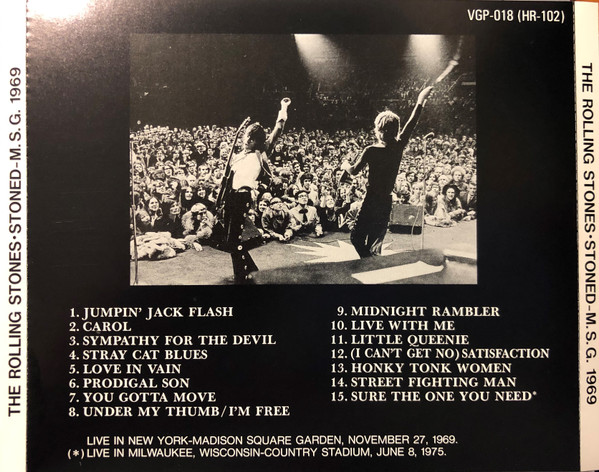 VGP-018 (HR-102)
THE ROLLING STONES•STONED-M.S.G. 1969
1. JUMPIN' JACK FLASH
2. CAROL
3. SYMPATHY FOR THE DEVIL
4. STRAY CAT BLUES
5. LOVE IN VAIN
6. PRODIGAL SON
7. YOU GOTTA MOVE
8. UNDER MY THUMB/I'M FREE
9. MIDNIGHT RAMBLER
10. LIVE WITH ME
11. LITTLE QUEENIE
12. (I CAN'T GET NO) SATISFACTION
13. HONKY TONK WOMEN
14. STREET FIGHTING MAN
15. SURE THE ONE YOU NEED*
LIVE IN NEW YORK-MADISON SQUARE GARDEN, NOVEMBER 27, 1969.
(*) LIVE IN MILWAUKEE, WISCONSIN-COUNTRY STADIUM, JUNE 8, 1975.
THE ROLLING STONES•STONED-M.S.G. 1969